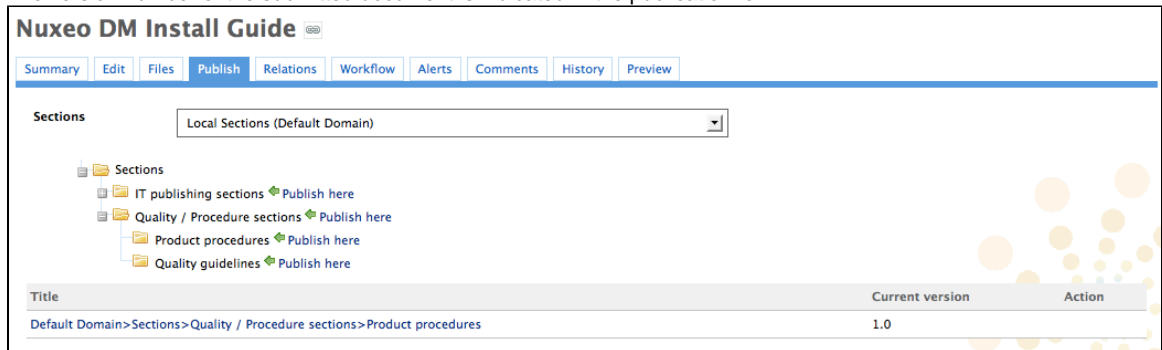 Nuxeo DM Install Guide
Summary Edit Files Publish Relations Workflow Alerts Comments History Preview
Sections Local Sections (Default Domain)
Sections
IT publishing sections Publish here
Quality / Procedure sections Publish here
Product procedures Publish here
Quality guidelines Publish here
Title Current version Action
Default Domain>Sections>Quality / Procedure sections>Product procedures 1.0